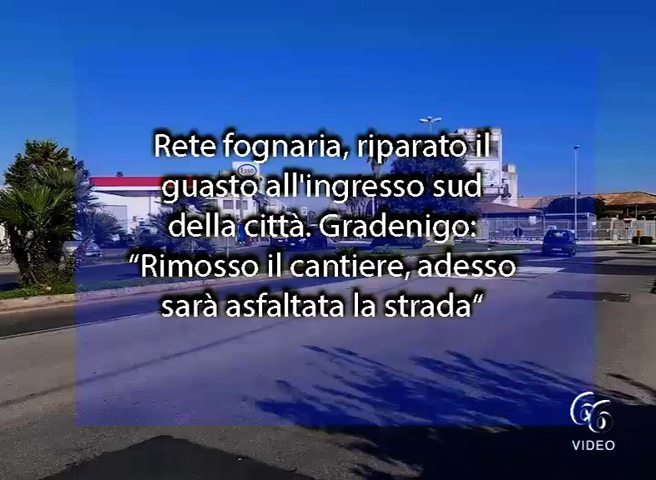 Rete fognaria, riparato il
guasto all'ingresso sud
della città. Gradenigo:
“Rimosso il cantiere, adesso
sarà asfaltata la strada“
Esso
66
VIDEO